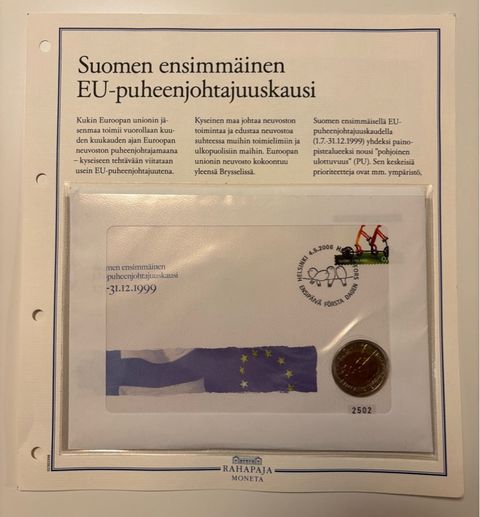 Suomen ensimmäinen
EU-puheenjohtajuuskausi
Kukin Euroopan unionin jä-
senmaa toimii vuorollaan kuu-
den kuukauden ajan Euroopan
neuvoston puheenjohtajamaana
– kyseiseen tehtävään viitataan
usein EU-puheenjohtajuutena.
Kyseinen maa johtaa neuvoston
toimintaa ja edustaa neuvostoa
suhteessa muihin toimielimiin ja
ulkopuolisiin maihin. Euroopan
unionin neuvosto kokoontuu
yleensä Brysselissä.
Suomen ensimmäisellä EU-
puheenjohtajuuskaudella
(1.7.-31.12.1999) yhdeksi paino-
pistealueeksi nousi "pohjoinen
ulottuvuus" (PU). Sen keskeisiä
prioriteetteja ovat mm. ympäristö,
omen ensimmäinen
-puheenjohtajuuskausi
-31.12.1999
HELSINKI 4.5.2006
ENSIPÄIVÄ FÖRSTA DAGEN
2502
RAHAPAJA
MONETA